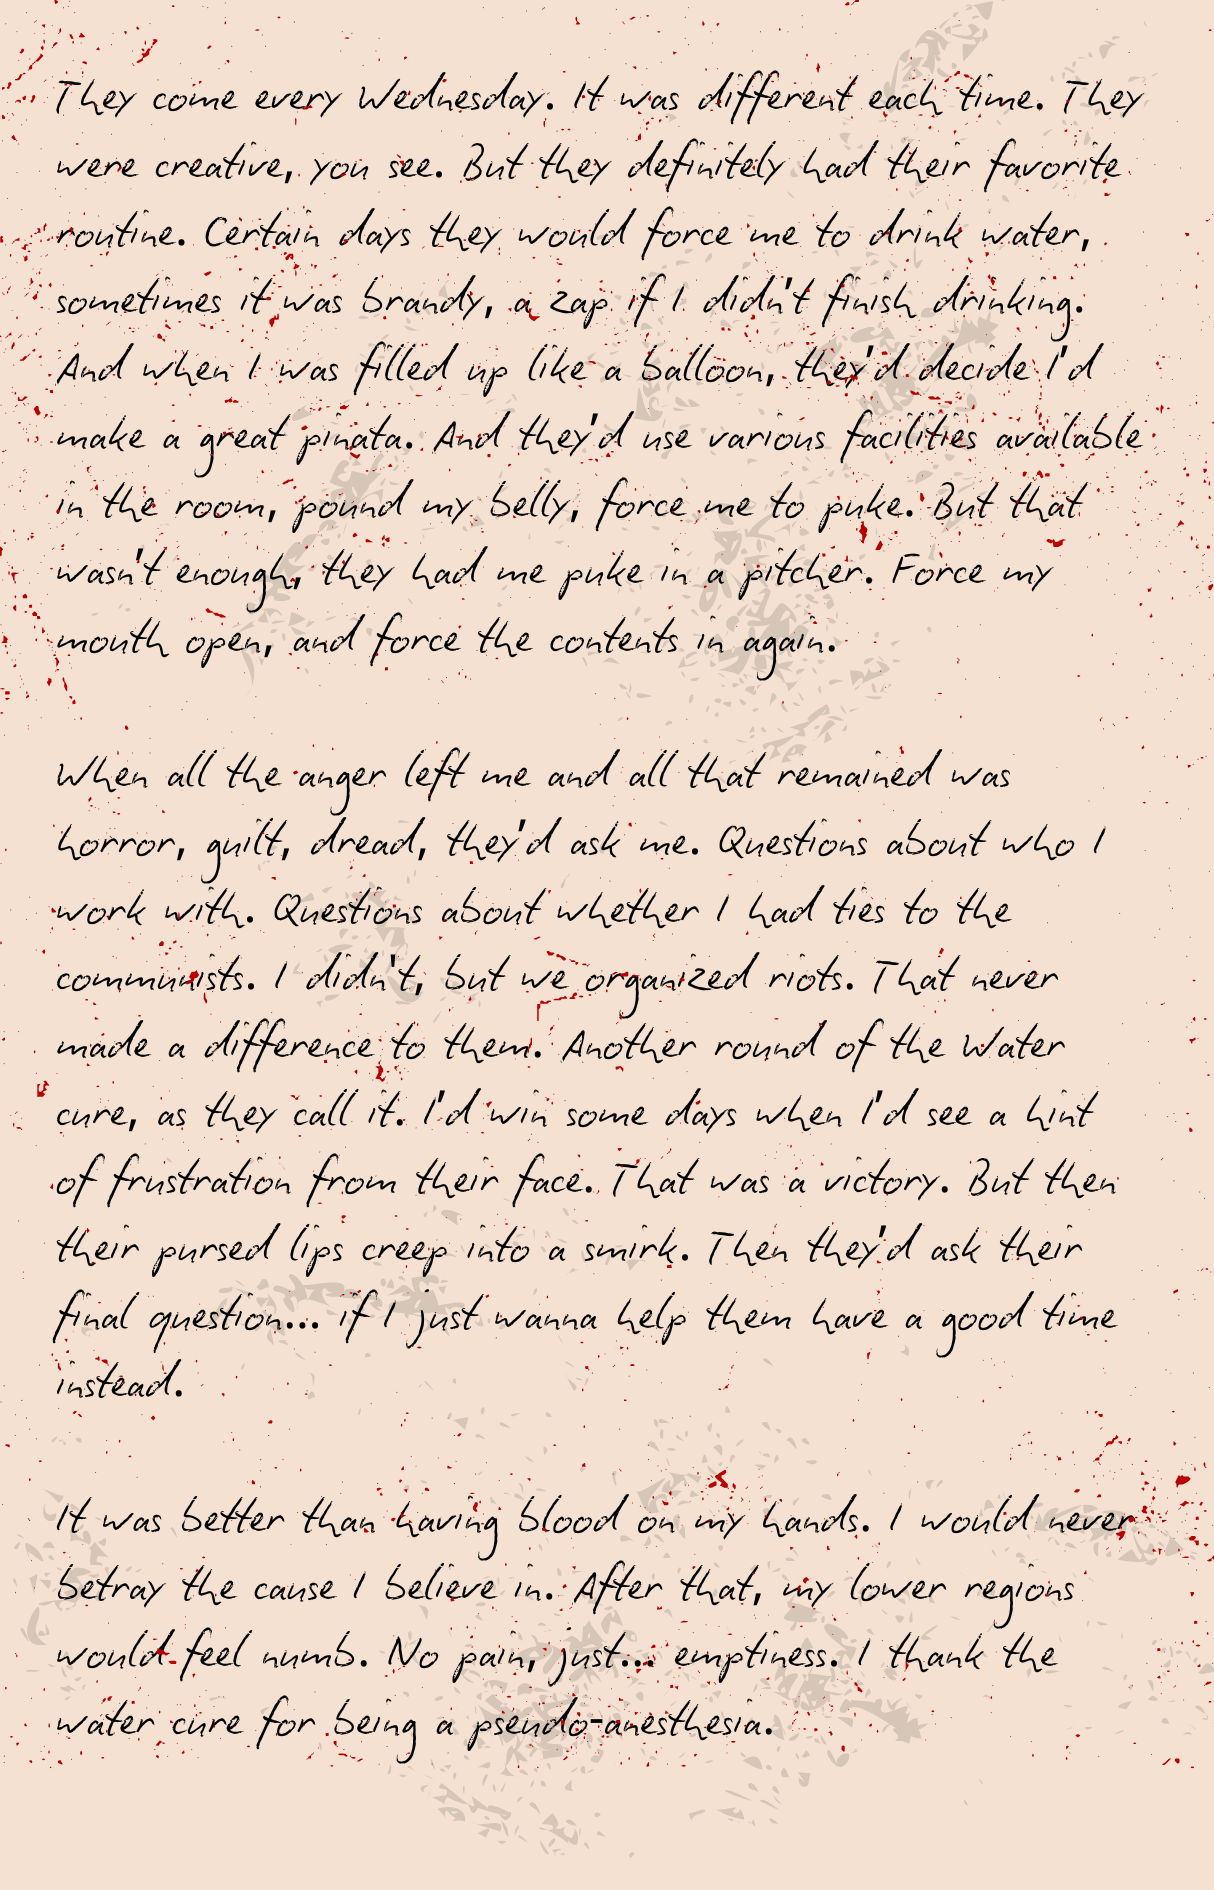 They come every Wednesday. It was different each time. They
were creative, you see. But they definitely had their favorite
routine. Certain days they would force me to drink water,
sometimes it was brandy, a zap if I didn't finish drinking.
And when I was filled up like a balloon, they'd decide I'd
make a great pinata. And they'd use various facilities available
in the room, pound my belly, force me to puke. But that
wasn't enough, they had me puke in a pitcher. Force my
mouth open, and force the contents in again.
When all the anger left me and all that remained was
horror, guilt, dread, they'd ask me. Questions about who I
work with. Questions about whether I had ties to the
communists. I didn't, but we organized riots. That never
made a difference to them. Another round of the Water
cure, as they call it. I'd win some days when I'd see a hint
of frustration from their face. That was a victory. But then
their pursed lips creep into a smirk. Then they'd ask their
final question... if I just wanna help them have a good time
instead.
It was better than having blood on my hands. I would never
betray the cause I believe in. After that, my lower regions
would feel numb. No pain, just... emptiness. I thank the
water cure for being a pseudo-anesthesia.